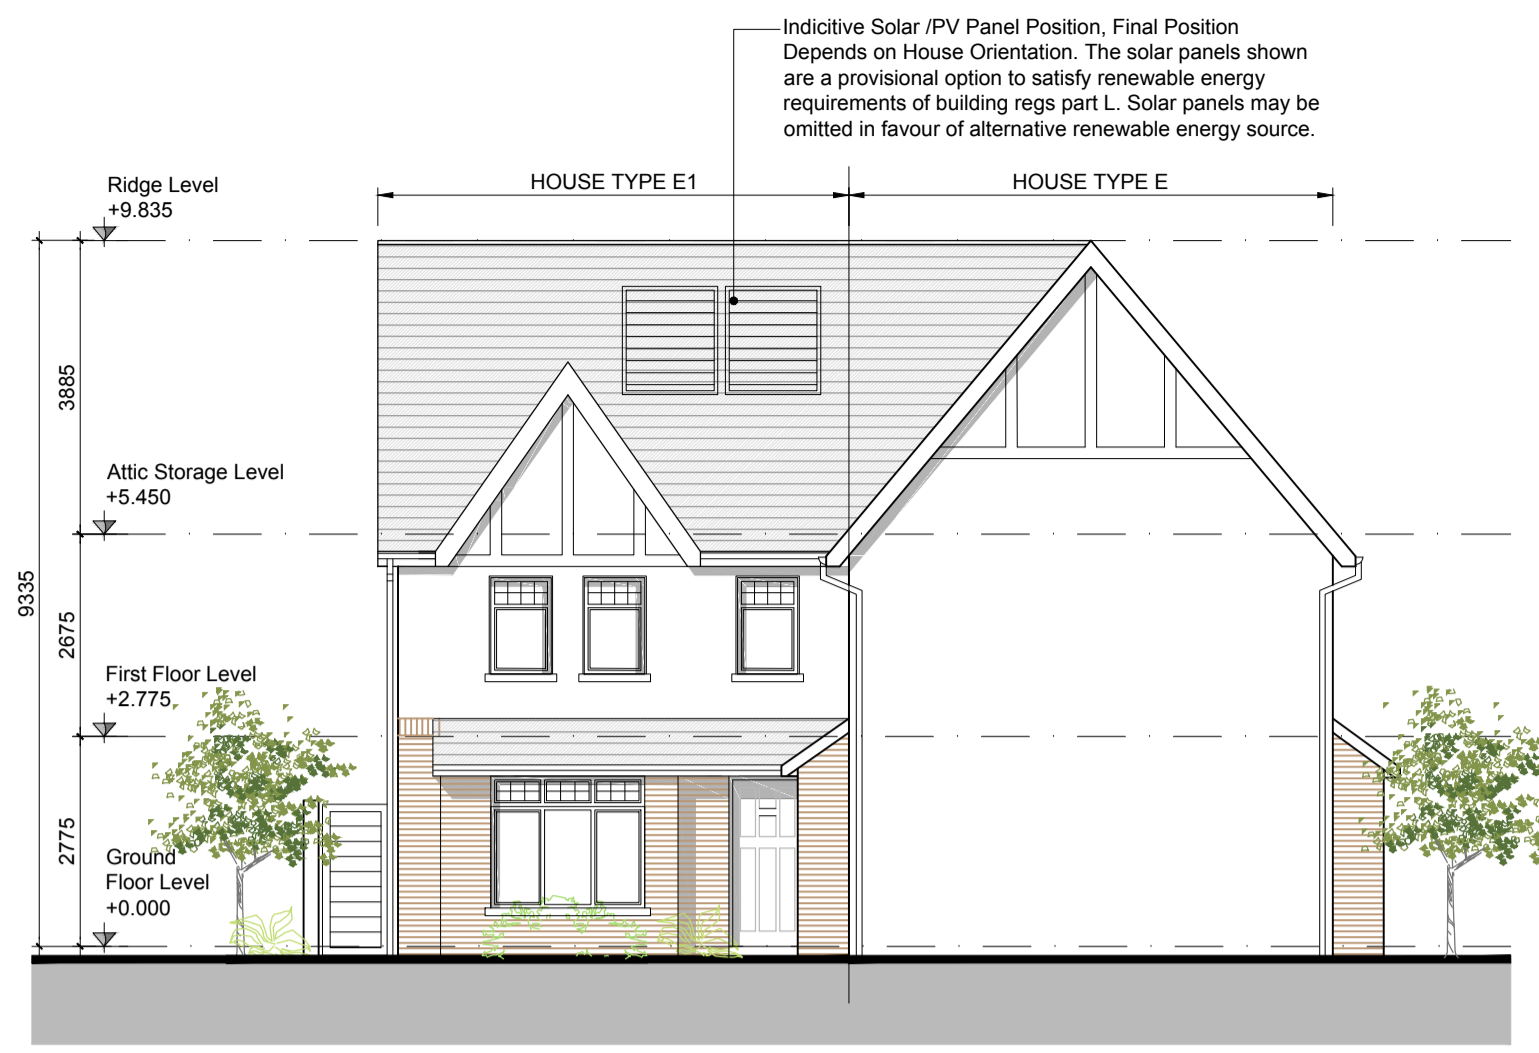 Indicitive Solar /PV Panel Position, Final Position
Depends on House Orientation. The solar panels shown
are a provisional option to satisfy renewable energy
requirements of building regs part L. Solar panels may be
omitted in favour of alternative renewable energy source.
HOUSE TYPE E1
HOUSE TYPE E
Ridge Level
+9.835
3885
Attic Storage Level
+5.450
9335
2675
First Floor Level
+2.775
2775
Ground
Floor Level
+0.000